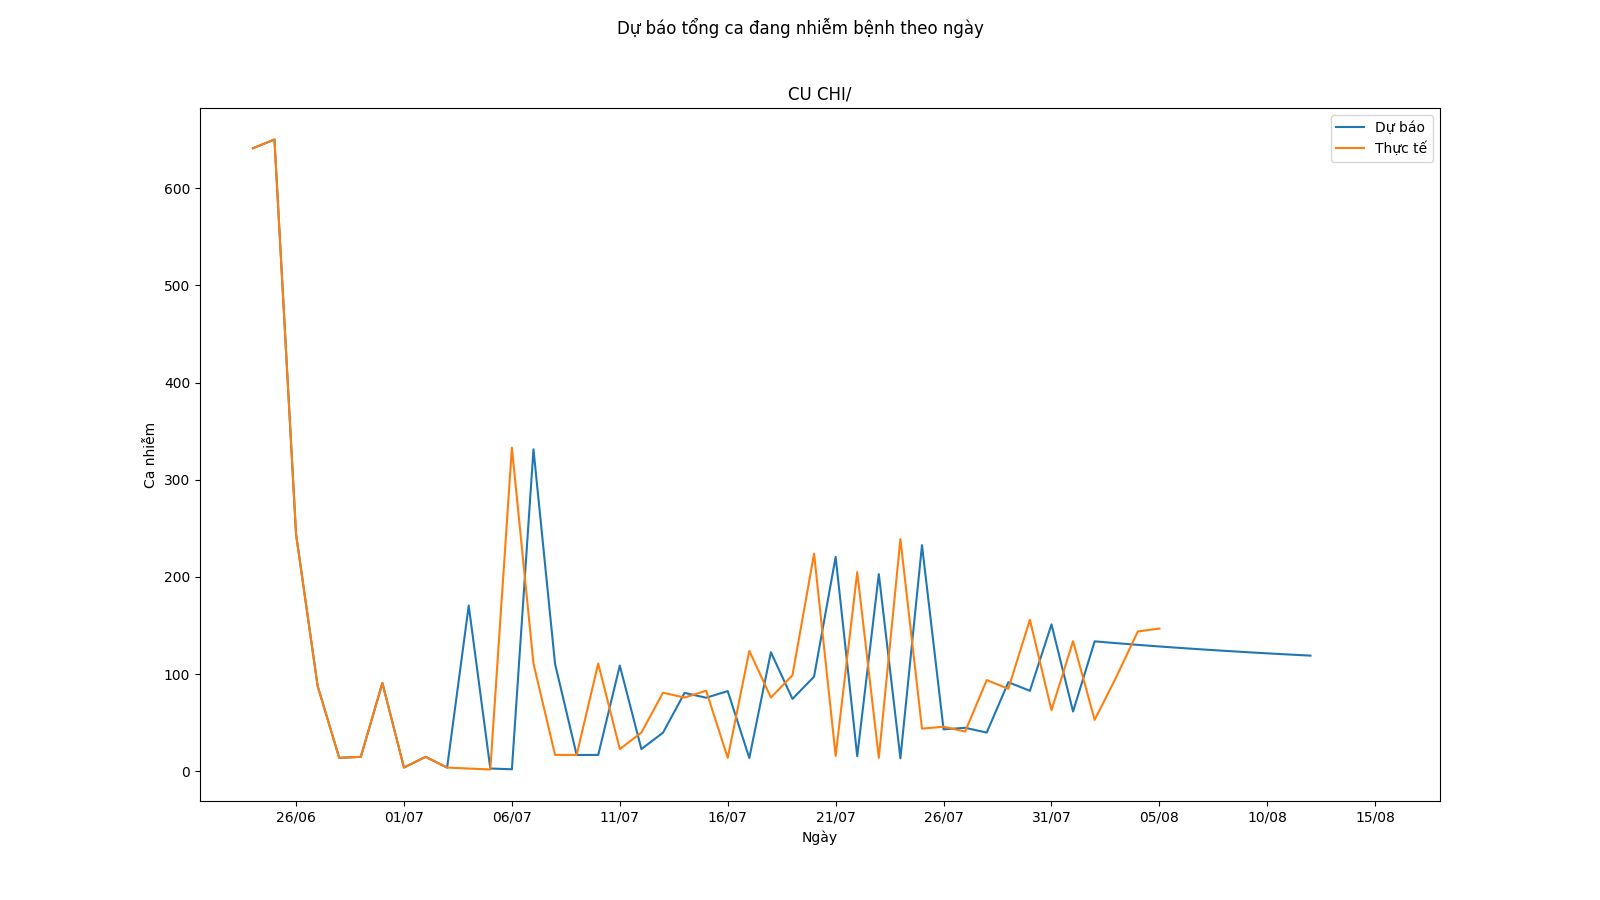 Dự báo tổng ca đang nhiễm bệnh theo ngày
CU CHI/
Dự báo
Thực tế
600
500
400
300
200
100
0
Ca nhiễm
26/06 01/07 06/07 11/07 16/07 21/07 26/07 31/07 05/08 10/08 15/08
Ngày